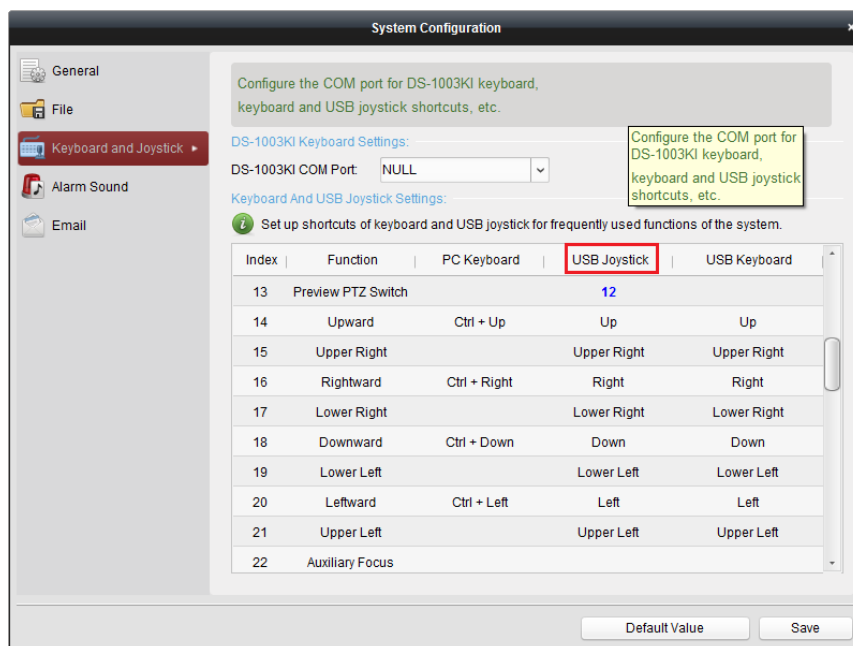 System Configuration
×
General
File
Keyboard and Joystick
Alarm Sound
Email
Configure the COM port for DS-1003KI keyboard,
keyboard and USB joystick shortcuts, etc.
DS-1003KI Keyboard Settings:
DS-1003KI COM Port: NULL
Configure the COM port for
DS-1003KI keyboard,
keyboard and USB joystick
shortcuts, etc.
Keyboard And USB Joystick Settings:
Set up shortcuts of keyboard and USB joystick for frequently used functions of the system.
Index Function PC Keyboard USB Joystick USB Keyboard
13 Preview PTZ Switch 12
14 Upward Ctrl + Up Up Up
15 Upper Right Upper Right Upper Right
16 Rightward Ctrl + Right Right Right
17 Lower Right Lower Right Lower Right
18 Downward Ctrl + Down Down Down
19 Lower Left Lower Left Lower Left
20 Leftward Ctrl + Left Left Left
21 Upper Left Upper Left Upper Left
22 Auxiliary Focus
Default Value Save